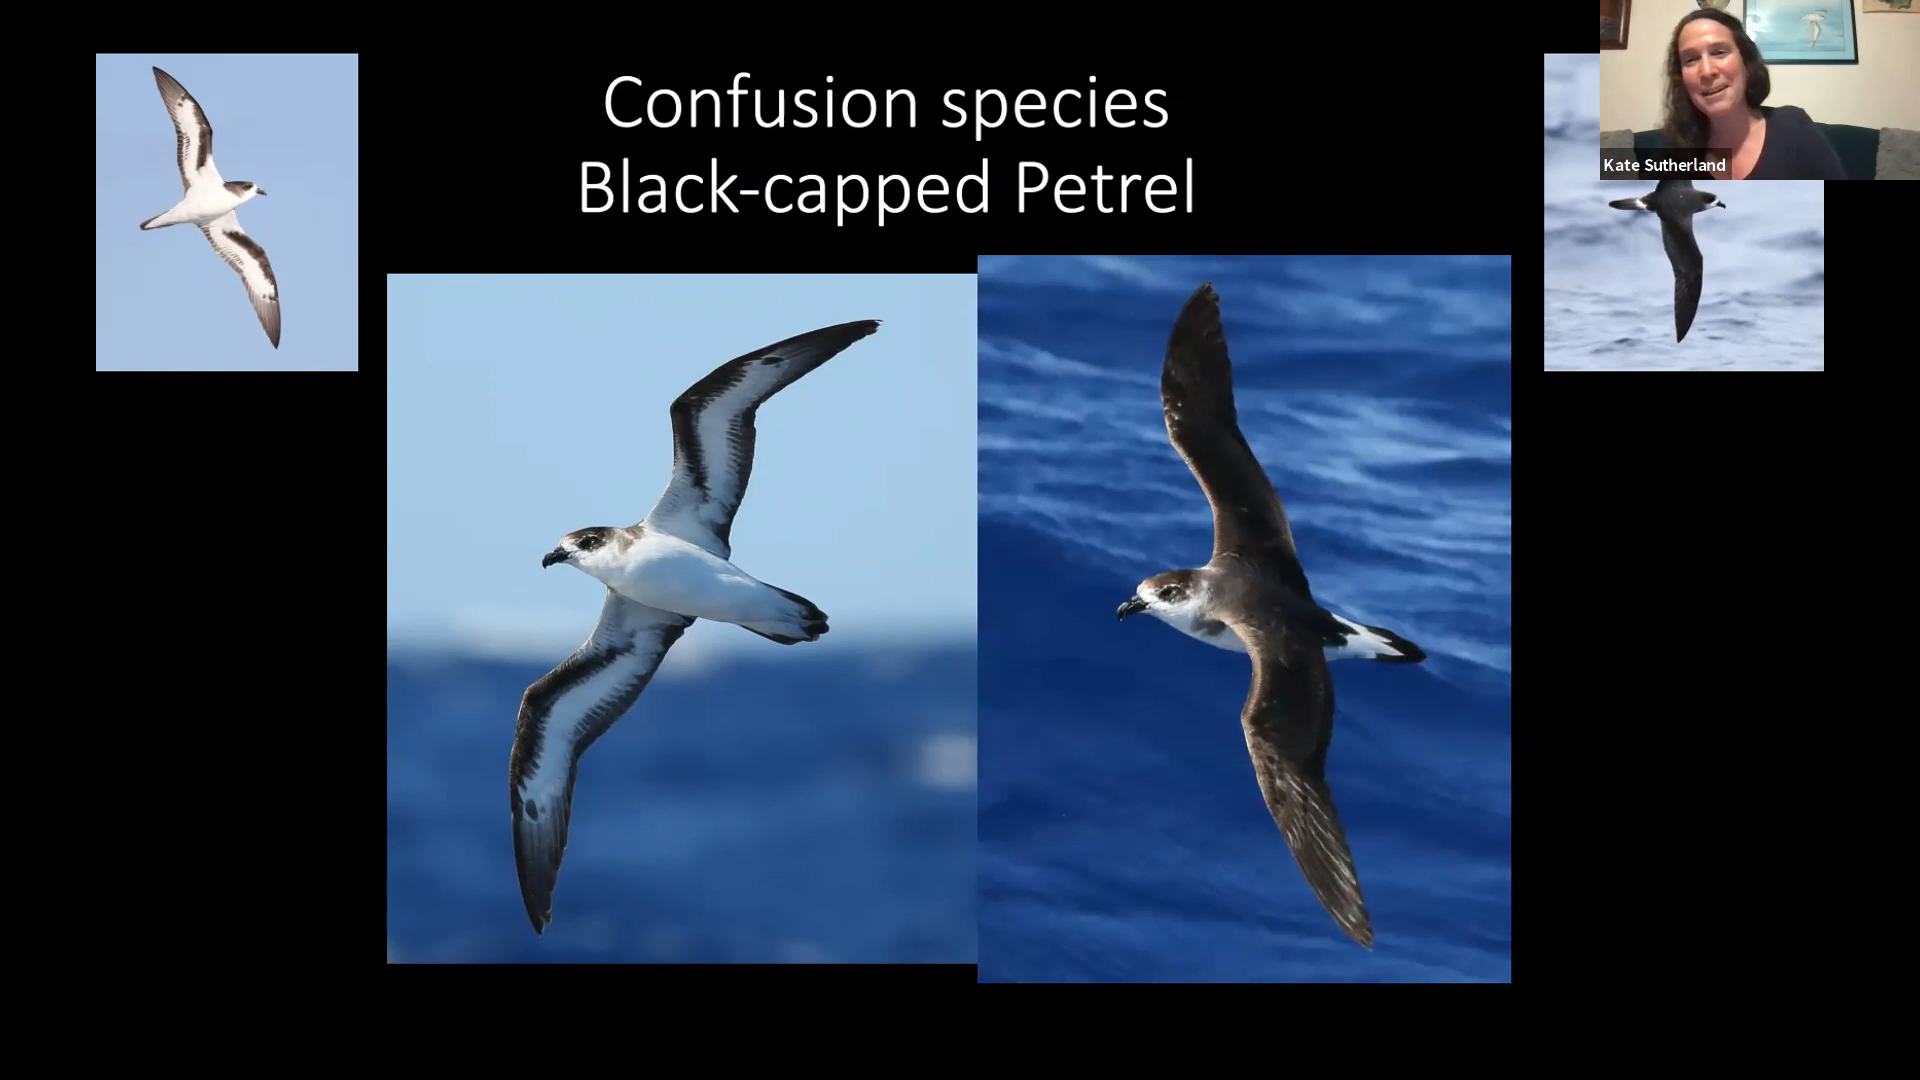 Confusion species
Black-capped Petrel
Kate Sutherland